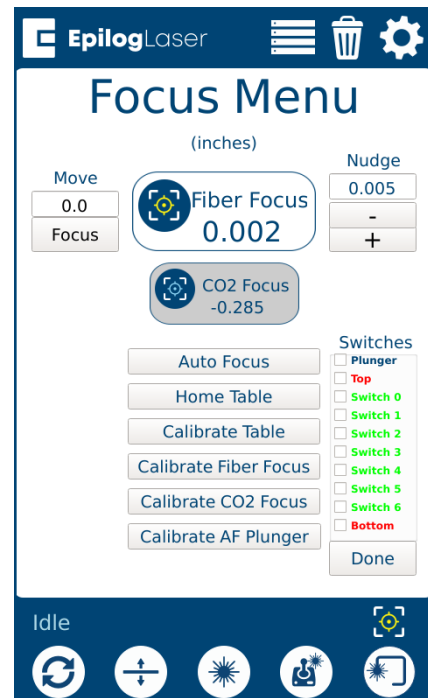 EpilogLaser
Focus Menu
(inches)
Move
0.0
Focus
Fiber Focus
0.002
Nudge
0.005
-
+
CO2 Focus
-0.285
Auto Focus
Home Table
Calibrate Table
Calibrate Fiber Focus
Calibrate CO2 Focus
Calibrate AF Plunger
Switches
Plunger
Top
Switch 0
Switch 1
Switch 2
Switch 3
Switch 4
Switch 5
Switch 6
Bottom
Done
Idle